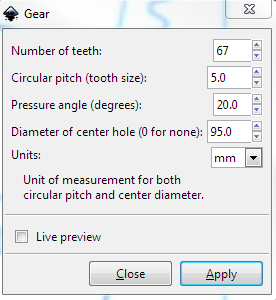 Gear
Number of teeth: 67
Circular pitch (tooth size): 5.0
Pressure angle (degrees): 20.0
Diameter of center hole (0 for none): 95.0
Units: mm
Unit of measurement for both
circular pitch and center diameter.
Live preview
Close Apply